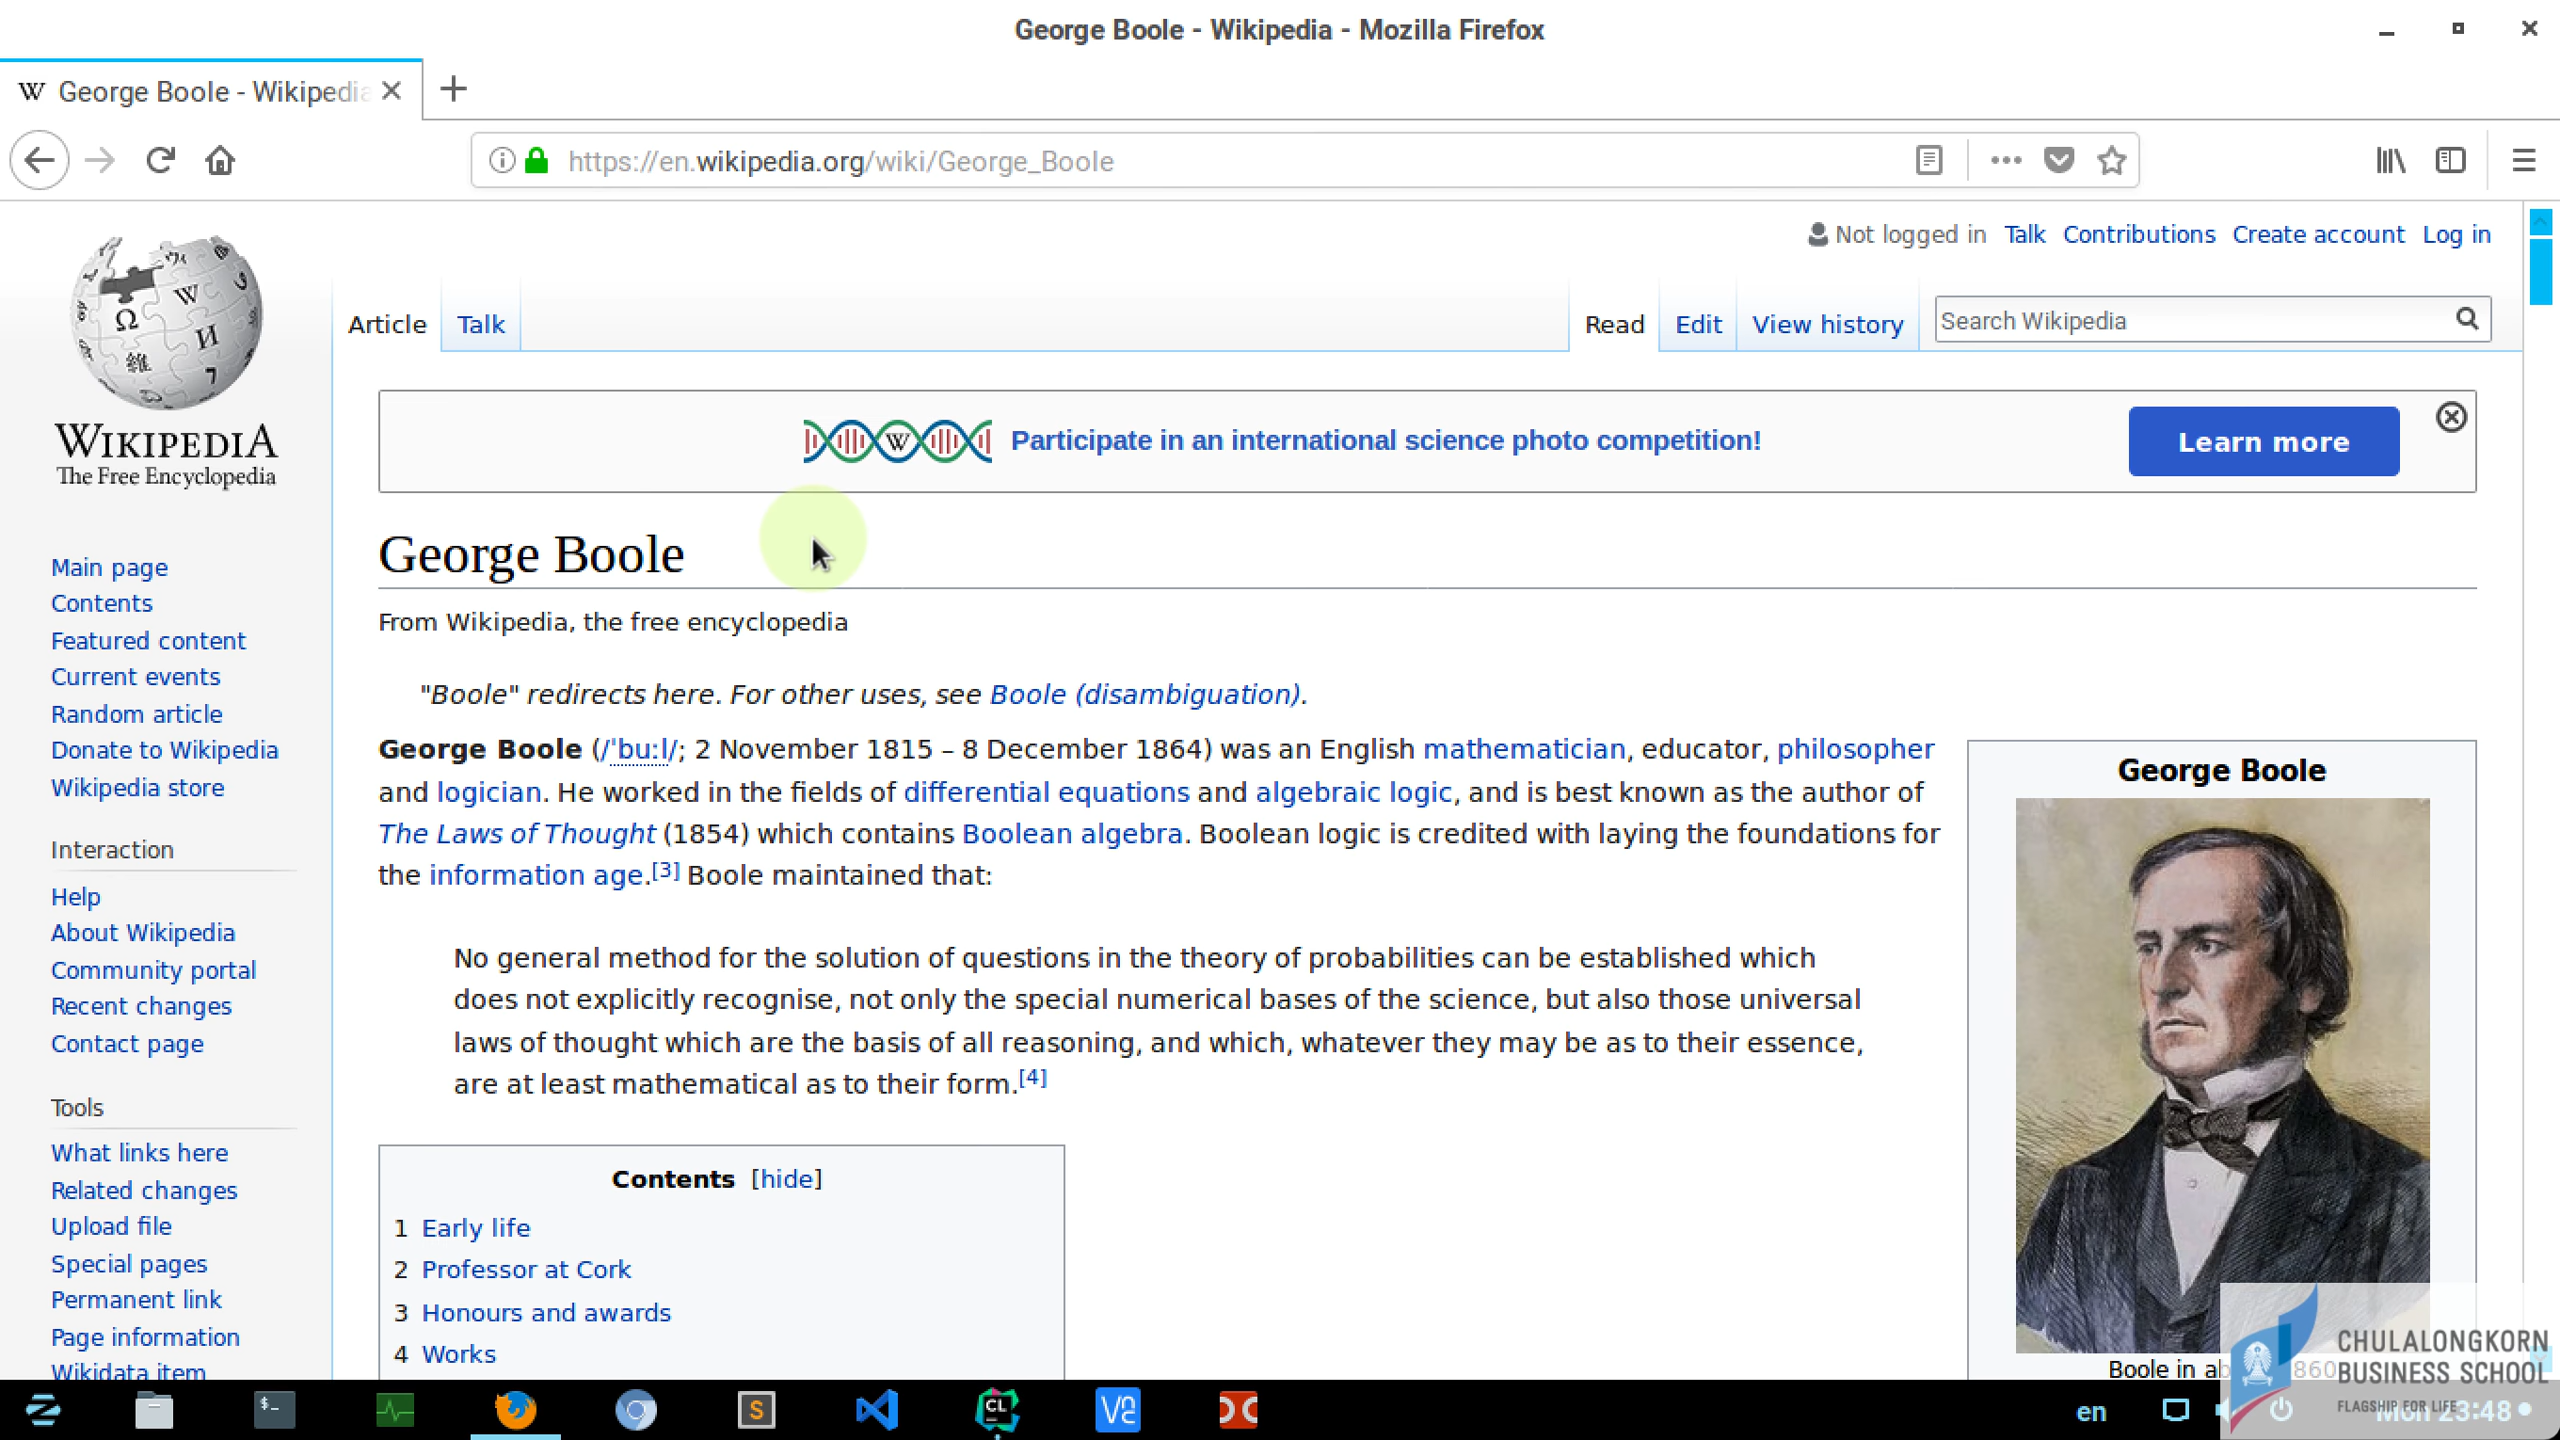 George Boole - Wikipedia - Mozilla Firefox
W George Boole - Wikipedia
https://en.wikipedia.org/wiki/George_Boole
Not logged in Talk Contributions Create account Log in
Article Talk Read Edit View history Search Wikipedia
WIKIPEDIA
The Free Encyclopedia
Participate in an international science photo competition! Learn more
George Boole
From Wikipedia, the free encyclopedia
"Boole" redirects here. For other uses, see Boole (disambiguation).
George Boole (/ˈbuːl/; 2 November 1815 – 8 December 1864) was an English mathematician, educator, philosopher
and logician. He worked in the fields of differential equations and algebraic logic, and is best known as the author of
The Laws of Thought (1854) which contains Boolean algebra. Boolean logic is credited with laying the foundations for
the information age.[3] Boole maintained that:
No general method for the solution of questions in the theory of probabilities can be established which
does not explicitly recognise, not only the special numerical bases of the science, but also those universal
laws of thought which are the basis of all reasoning, and which, whatever they may be as to their essence,
are at least mathematical as to their form.[4]
Contents [hide]
1 Early life
2 Professor at Cork
3 Honours and awards
4 Works
George Boole
Boole in
Main page
Contents
Featured content
Current events
Random article
Donate to Wikipedia
Wikipedia store
Interaction
Help
About Wikipedia
Community portal
Recent changes
Contact page
Tools
What links here
Related changes
Upload file
Special pages
Permanent link
Page information
Wikidata item
CHULALONGKORN
BUSINESS SCHOOL
FLAGSHIP FOR LIFE
en Mon 23:48